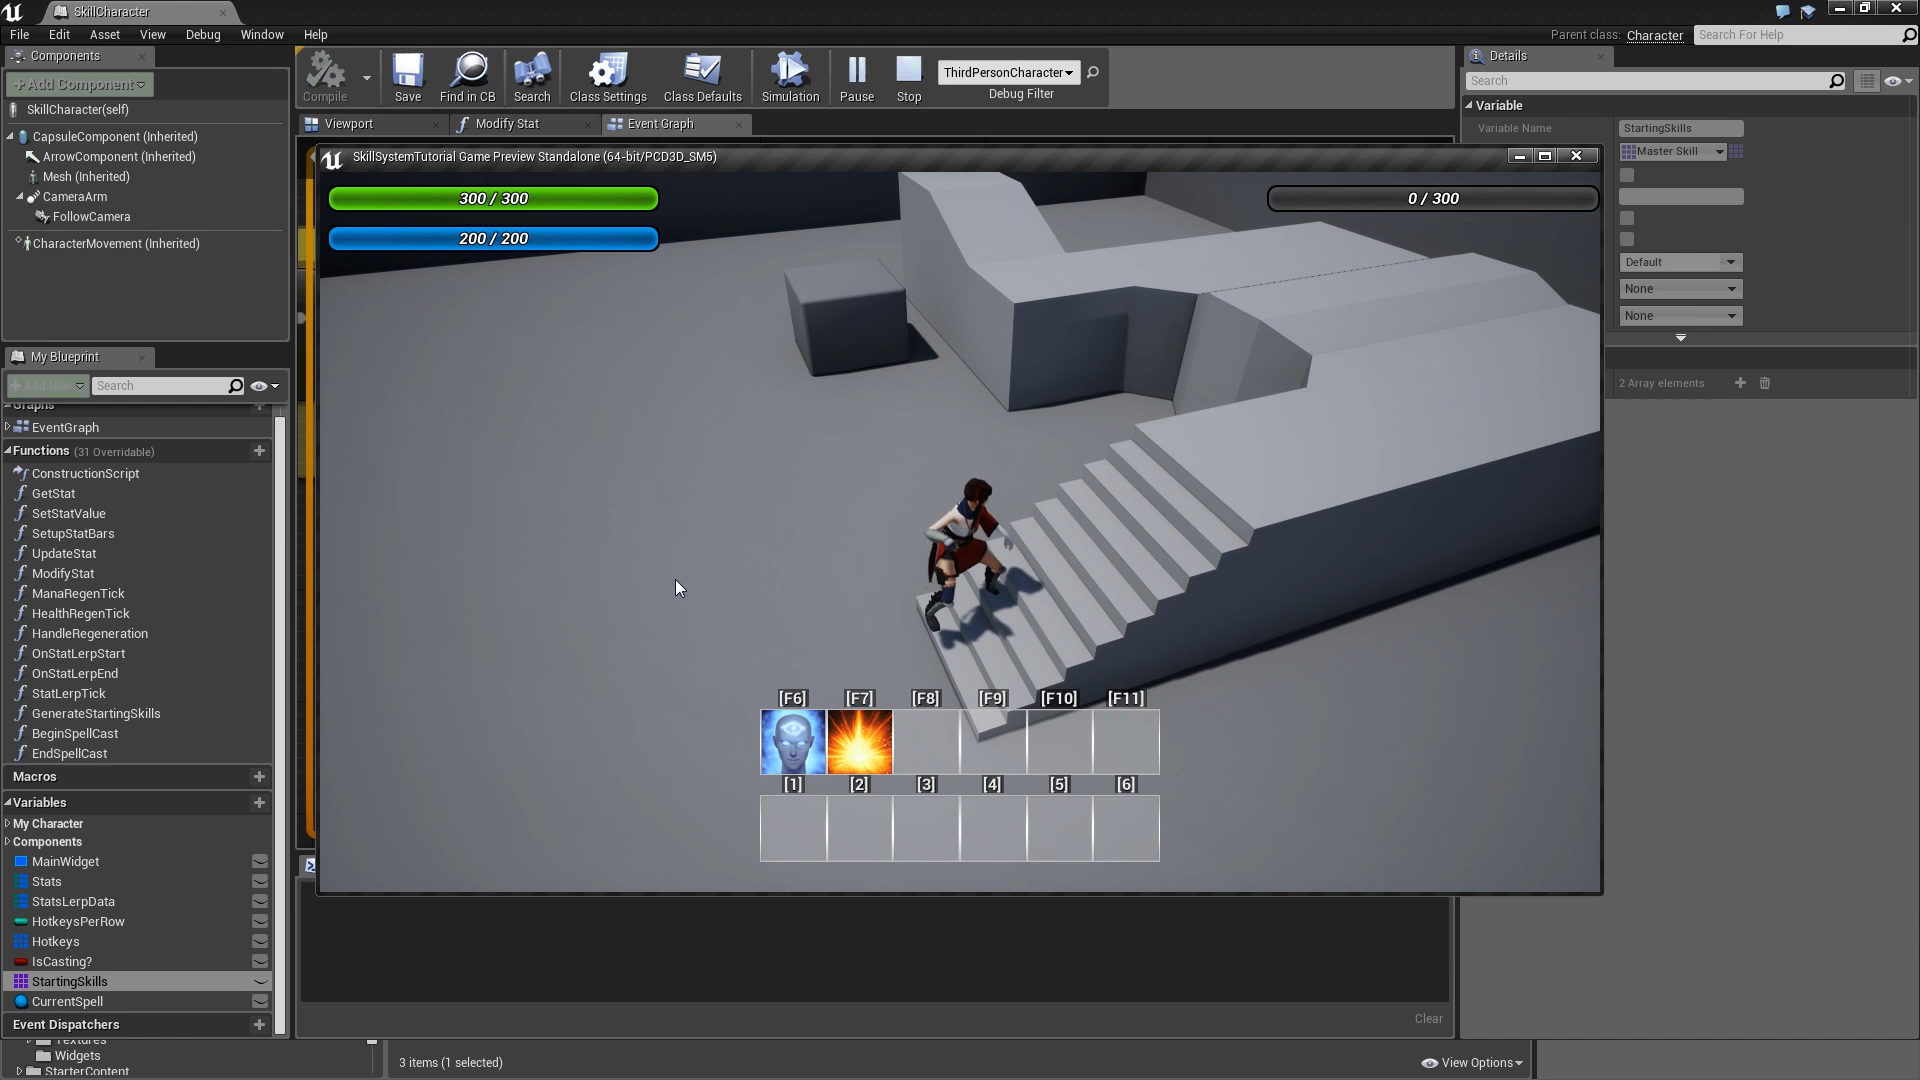 SkillCharacter
File Edit Asset View Debug Window Help
Parent class: Character Search For Help
Components
+Add Component
SkillCharacter(self)
CapsuleComponent (Inherited)
ArrowComponent (Inherited)
Mesh (Inherited)
CameraArm
FollowCamera
CharacterMovement (Inherited)
Compile Save Find in CB Search Class Settings Class Defaults Simulation Pause Stop
ThirdPersonCharacter
Debug Filter
Viewport Modify Stat Event Graph
SkillSystemTutorial Game Preview Standalone (64-bit/PCD3D_SM5)
300 / 300
0 / 300
200 / 200
[F6] [F7] [F8] [F9] [F10] [F11]
[1] [2] [3] [4] [5] [6]
Details
Search
Variable
Variable Name StartingSkills
Master Skill
Default
None
None
2 Array elements
My Blueprint
+Add New Search
Graphs
EventGraph
Functions (31 Overridable)
ConstructionScript
GetStat
SetStatValue
SetupStatBars
UpdateStat
ModifyStat
ManaRegenTick
HealthRegenTick
HandleRegeneration
OnStatLerpStart
OnStatLerpEnd
StatLerpTick
GenerateStartingSkills
BeginSpellCast
EndSpellCast
Macros
Variables
My Character
Components
MainWidget
Stats
StatsLerpData
HotkeysPerRow
Hotkeys
IsCasting?
StartingSkills
CurrentSpell
Event Dispatchers
Clear
Textures
Widgets
StarterContent
3 items (1 selected)
View Options